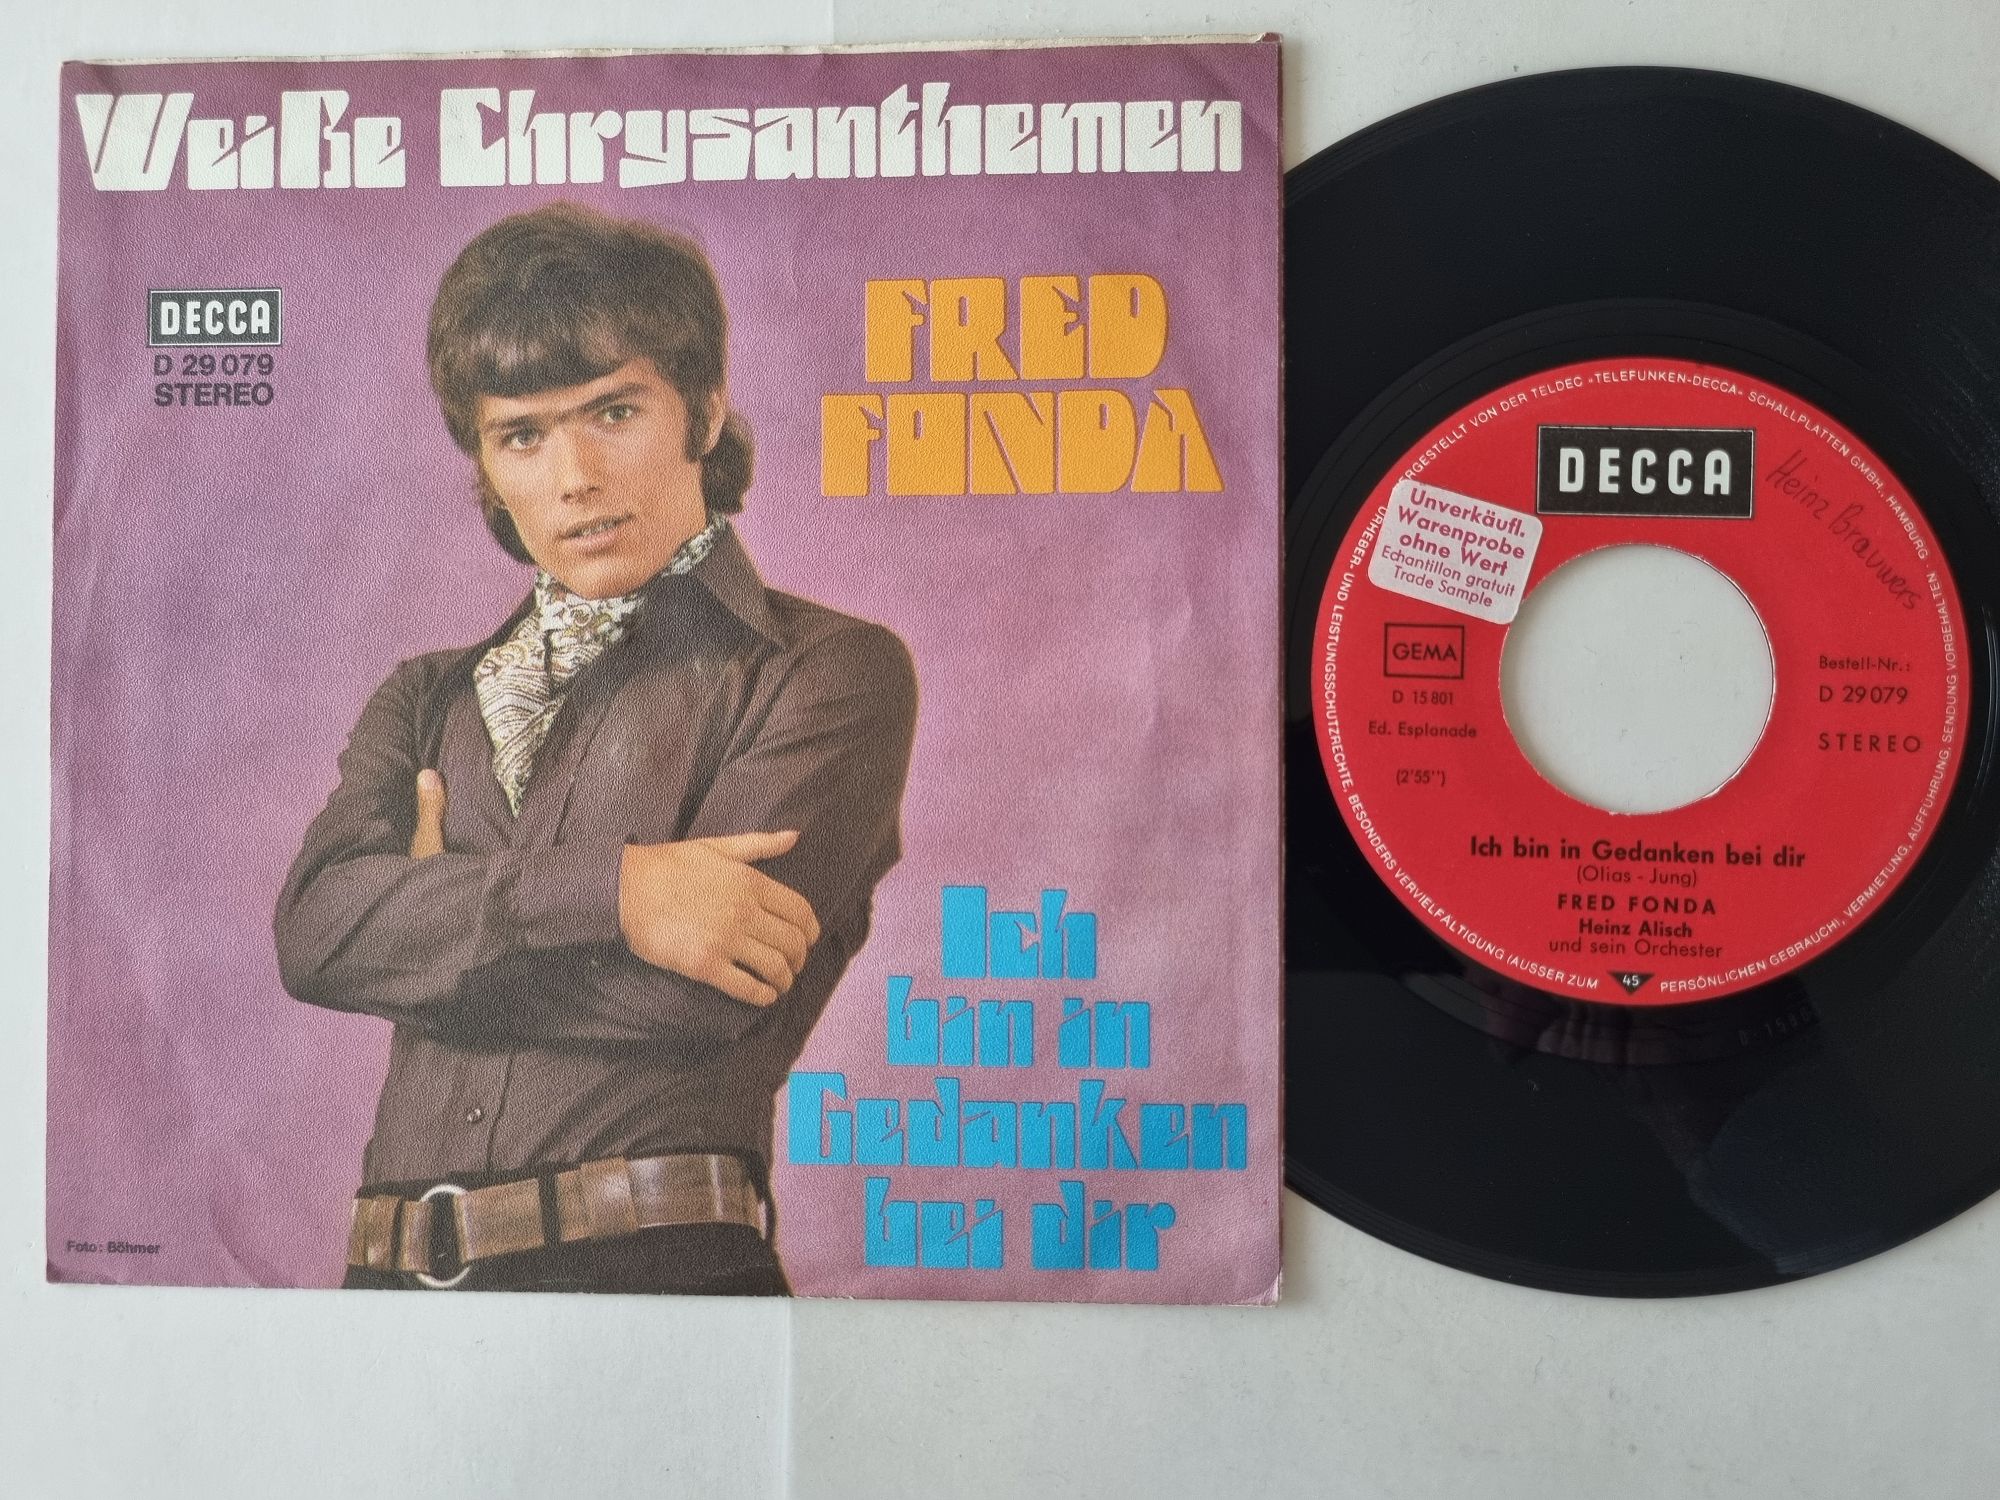 Weiße Chrysanthemen
DECCA
D 29 079
STEREO
FRED
FONDA
Ich
bin in
Gedanken
bei dir
Foto: Böhmer
HERGESTELLT VON DER TELDEC »TELEFUNKEN-DECCA« SCHALLPLATTEN GMBH., HAMBURG ·
URHEBER- UND LEISTUNGSSCHUTZRECHTE, BESONDERS VERVIELFÄLTIGUNG (AUSSER ZUM
PERSÖNLICHEN GEBRAUCH), VERMIETUNG, AUFFÜHRUNG, SENDUNG VORBEHALTEN
DECCA
Heinz Brauwers
Unverkäufl.
Warenprobe
ohne Wert
Echantillon gratuit
Trade Sample
GEMA
D 15 801
Ed. Esplanade
(2'55'')
Bestell-Nr.:
D 29 079
STEREO
Ich bin in Gedanken bei dir
(Olias - Jung)
FRED FONDA
Heinz Alisch
und sein Orchester
45